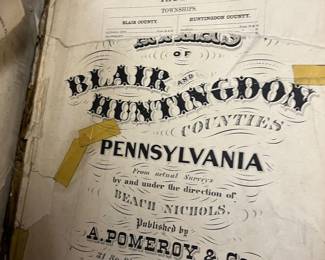 TOWNSHIPS.
BLAIR COUNTY. HUNTINGDON COUNTY.
OF
BLAIR AND
HUNTINGDON
COUNTIES
PENNSYLVANIA
From actual Surveys
by and under the direction of
BEACH NICHOLS.
Published by
A. POMEROY & Co